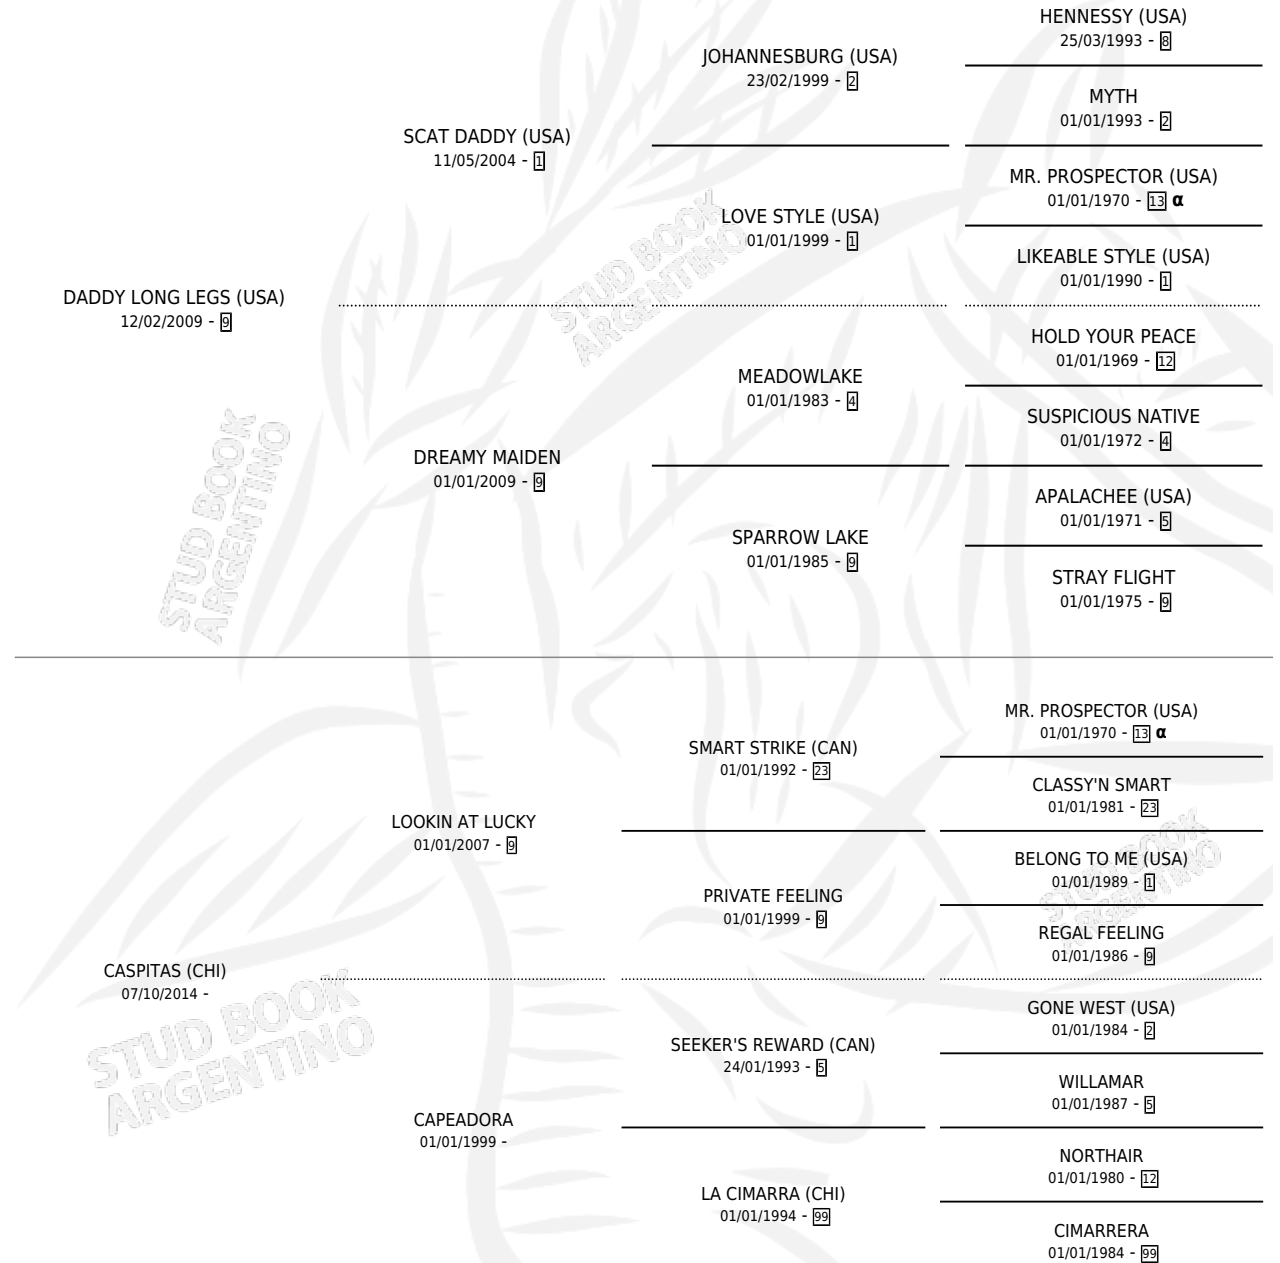 HENNESSY (USA)
25/03/1993 - 8
JOHANNESBURG (USA)
23/02/1999 - 2
MYTH
01/01/1993 - 2
SCAT DADDY (USA)
11/05/2004 - 1
MR. PROSPECTOR (USA)
01/01/1970 - 13 α
LOVE STYLE (USA)
01/01/1999 - 1
LIKEABLE STYLE (USA)
01/01/1990 - 1
DADDY LONG LEGS (USA)
12/02/2009 - 9
HOLD YOUR PEACE
01/01/1969 - 12
MEADOWLAKE
01/01/1983 - 4
SUSPICIOUS NATIVE
01/01/1972 - 4
DREAMY MAIDEN
01/01/2009 - 9
APALACHEE (USA)
01/01/1971 - 5
SPARROW LAKE
01/01/1985 - 9
STRAY FLIGHT
01/01/1975 - 9
MR. PROSPECTOR (USA)
01/01/1970 - 13 α
SMART STRIKE (CAN)
01/01/1992 - 23
CLASSY'N SMART
01/01/1981 - 23
LOOKIN AT LUCKY
01/01/2007 - 9
BELONG TO ME (USA)
01/01/1989 - 1
PRIVATE FEELING
01/01/1999 - 9
REGAL FEELING
01/01/1986 - 9
CASPITAS (CHI)
07/10/2014 -
GONE WEST (USA)
01/01/1984 - 2
SEEKER'S REWARD (CAN)
24/01/1993 - 5
WILLAMAR
01/01/1987 - 5
CAPEADORA
01/01/1999 -
NORTHAIR
01/01/1980 - 12
LA CIMARRA (CHI)
01/01/1994 - 99
CIMARRERA
01/01/1984 - 99
STUD BOOK
ARGENTINO
STUD BOOK
ARGENTINO
STUD BOOK
ARGENTINO
STUD BOOK
ARGENTINO